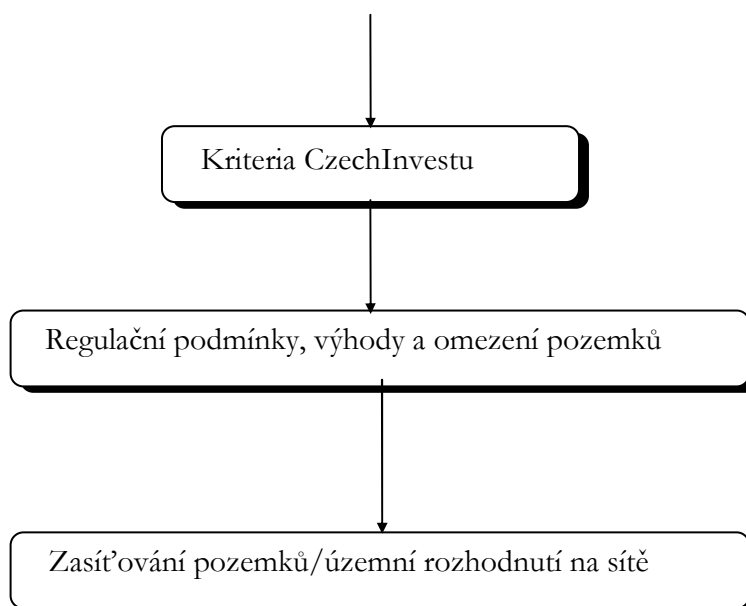 Kriteria CzechInvestu
Regulační podmínky, výhody a omezení pozemků
Zasíťování pozemků/územní rozhodnutí na sítě